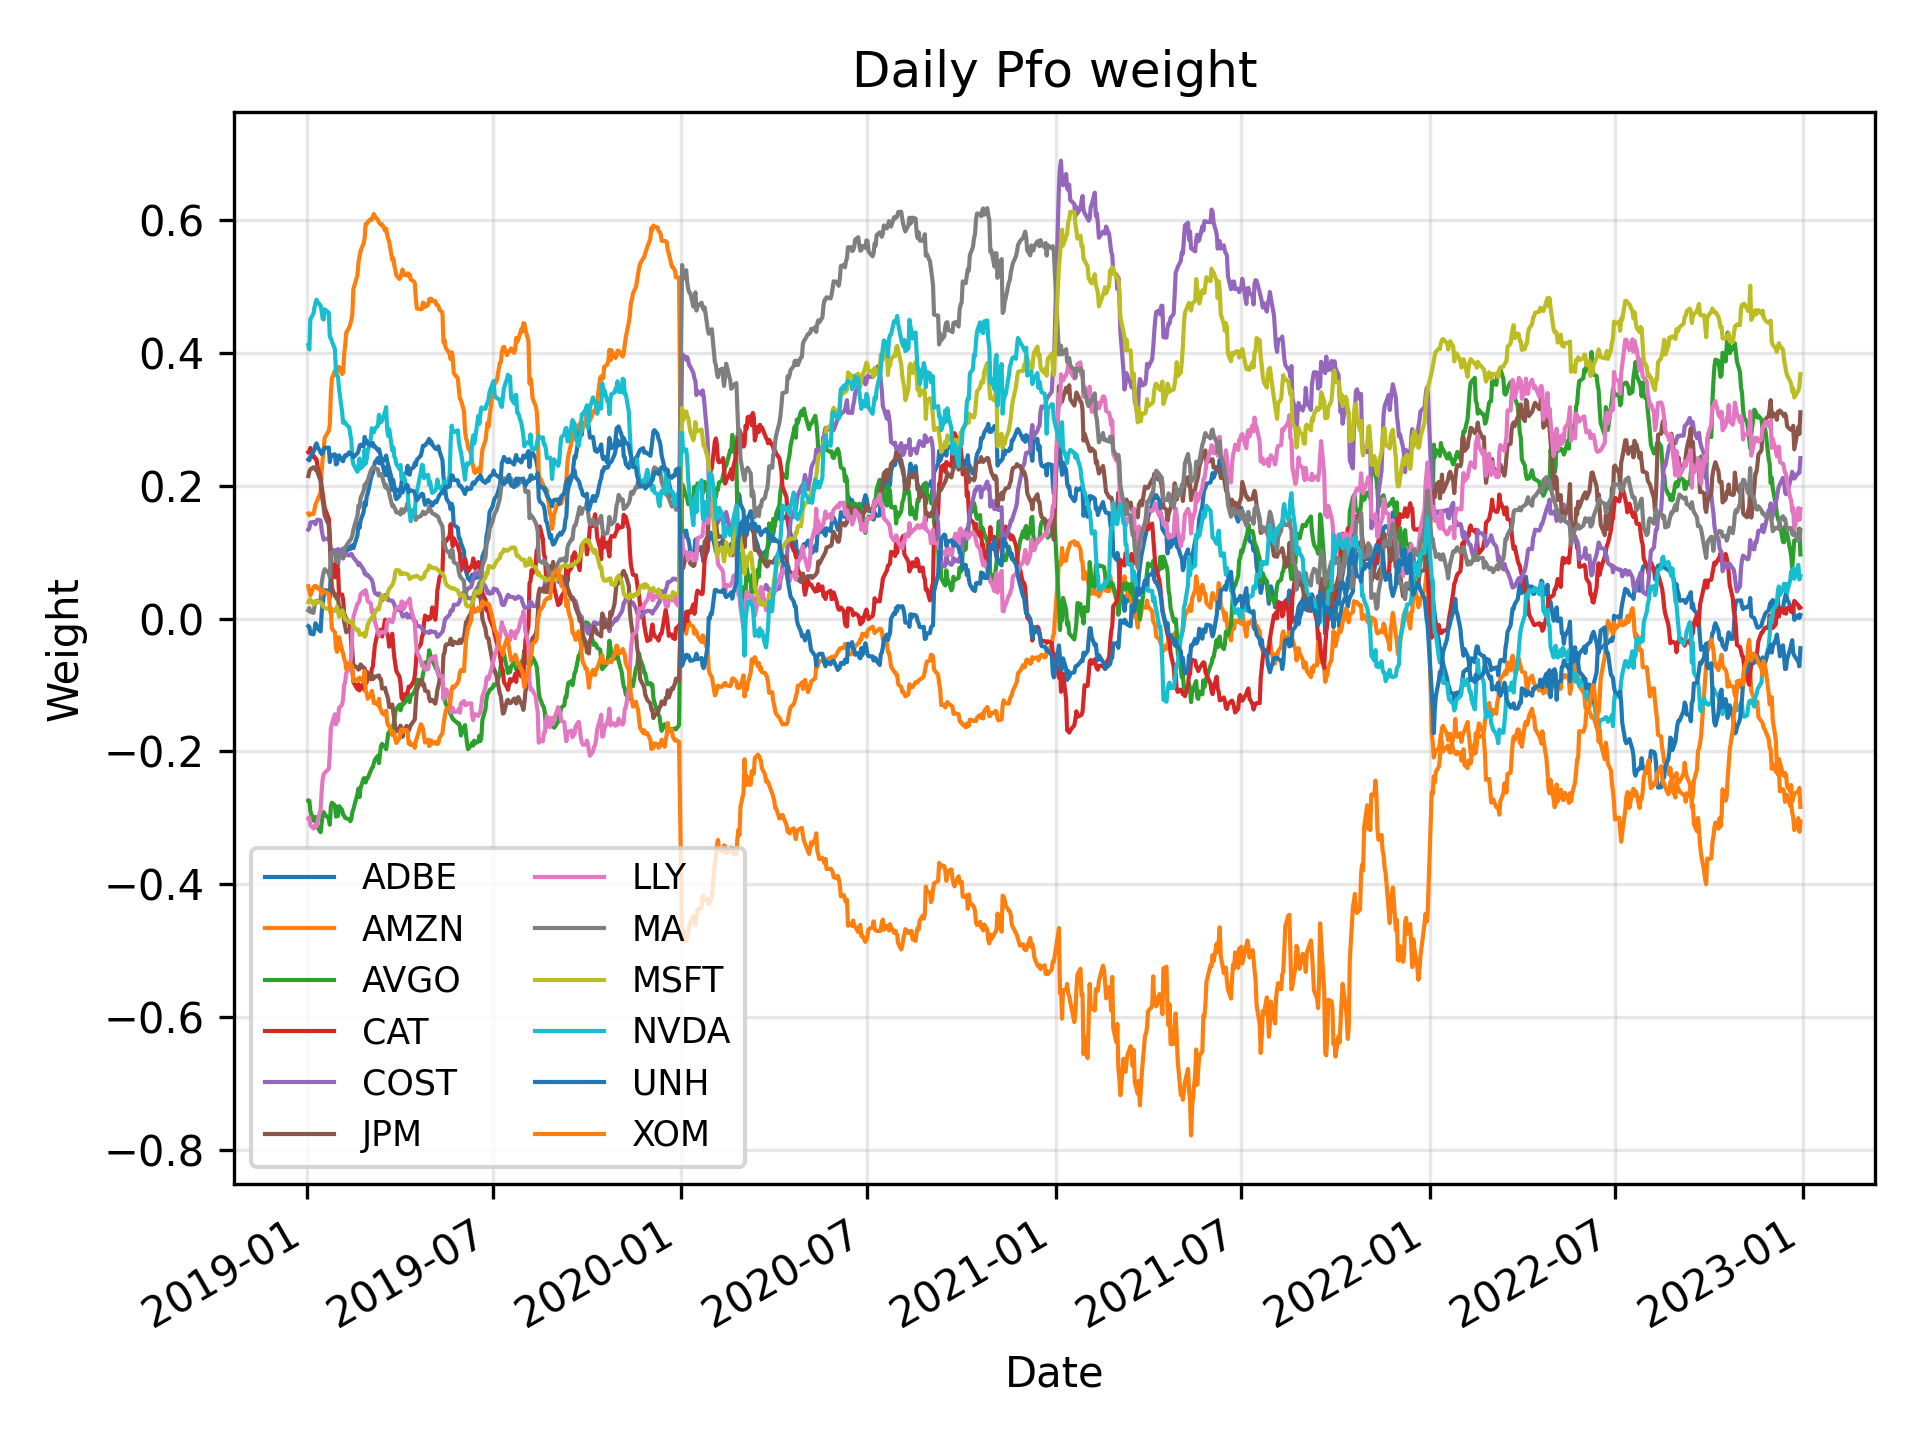 Daily Pfo weight
Weight
0.6
0.4
0.2
0.0
−0.2
−0.4
−0.6
−0.8
ADBE
AMZN
AVGO
CAT
COST
JPM
LLY
MA
MSFT
NVDA
UNH
XOM
2019-01
2019-07
2020-01
2020-07
2021-01
2021-07
2022-01
2022-07
2023-01
Date